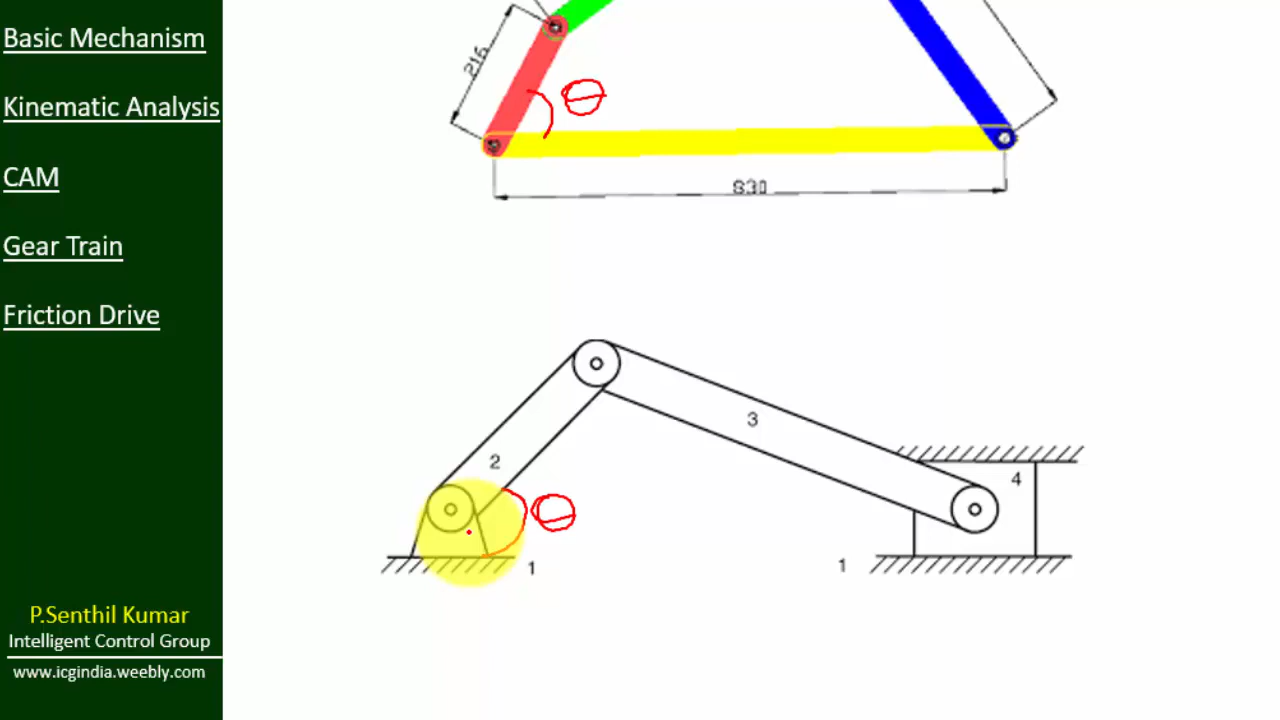 Basic Mechanism
Kinematic Analysis
CAM
Gear Train
Friction Drive
P.Senthil Kumar
Intelligent Control Group
www.icgindia.weebly.com
216
θ
830
2
3
4
θ
1
1